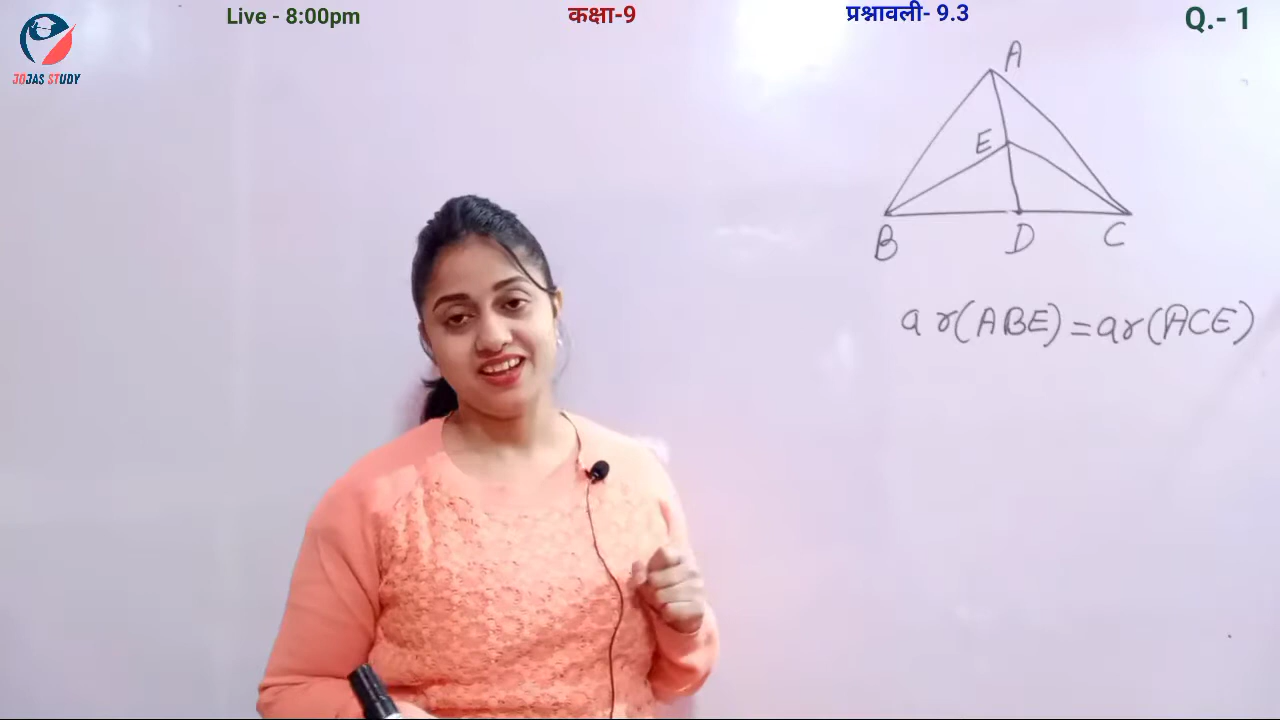 Live - 8:00pm
कक्षा-9
प्रश्नावली- 9.3
Q.- 1
JOJAS STUDY
A
E
B
D
C
ar(ABE)=ar(ACE)